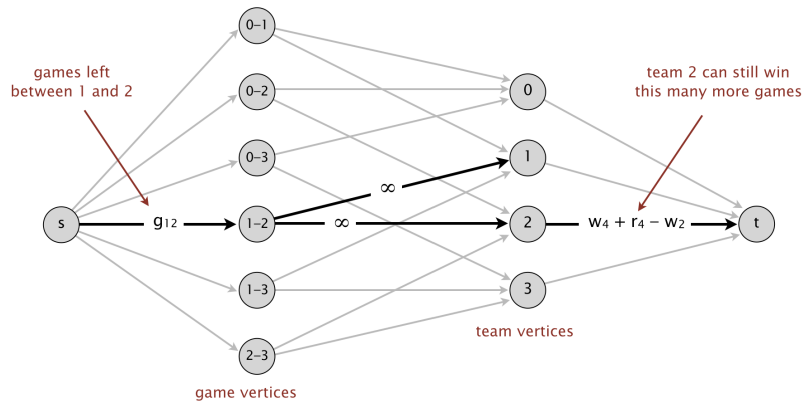 0–1
games left
between 1 and 2
team 2 can still win
this many more games
0–2
0
0–3
1
∞
s
g12
1–2
∞
2
w4 + r4 − w2
t
1–3
3
team vertices
2–3
game vertices